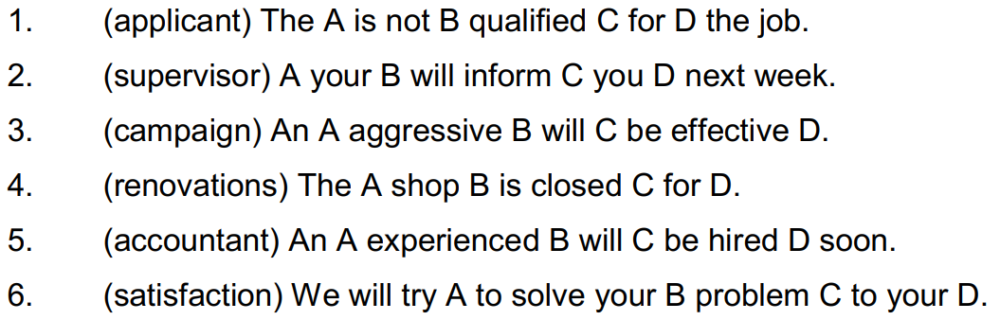 1. (applicant) The A is not B qualified C for D the job.
2. (supervisor) A your B will inform C you D next week.
3. (campaign) An A aggressive B will C be effective D.
4. (renovations) The A shop B is closed C for D.
5. (accountant) An A experienced B will C be hired D soon.
6. (satisfaction) We will try A to solve your B problem C to your D.